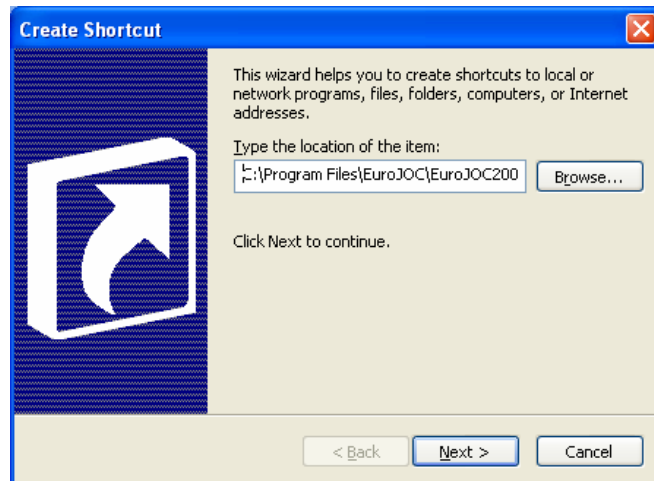 Create Shortcut
This wizard helps you to create shortcuts to local or
network programs, files, folders, computers, or Internet
addresses.
Type the location of the item:
C:\Program Files\EuroJOC\EuroJOC200
Browse...
Click Next to continue.
< Back
Next >
Cancel